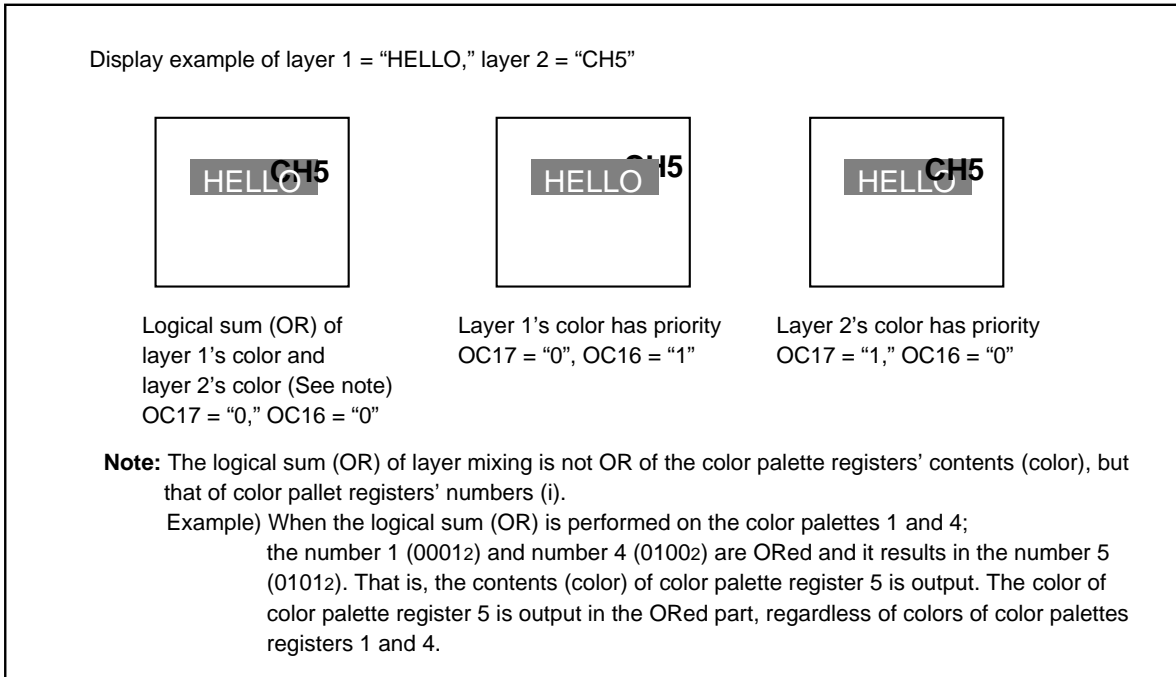 Display example of layer 1 = “HELLO,” layer 2 = “CH5”
HELLO CH5
HELLO H5
HELLO CH5
Logical sum (OR) of
layer 1’s color and
layer 2’s color (See note)
OC17 = “0,” OC16 = “0”
Layer 1’s color has priority
OC17 = “0”, OC16 = “1”
Layer 2’s color has priority
OC17 = “1,” OC16 = “0”
Note: The logical sum (OR) of layer mixing is not OR of the color palette registers’ contents (color), but
that of color pallet registers’ numbers (i).
Example) When the logical sum (OR) is performed on the color palettes 1 and 4;
the number 1 (00012) and number 4 (01002) are ORed and it results in the number 5
(01012). That is, the contents (color) of color palette register 5 is output. The color of
color palette register 5 is output in the ORed part, regardless of colors of color palettes
registers 1 and 4.